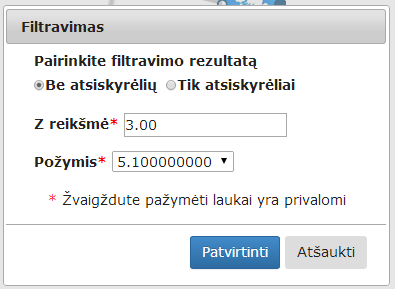 Filtravimas
Pairinkite filtravimo rezultatą
Be atsiskyrėlių Tik atsiskyrėliai
Z reikšmė* 3.00
Požymis* 5.100000000
* Žvaigždute pažymėti laukai yra privalomi
Patvirtinti Atšaukti